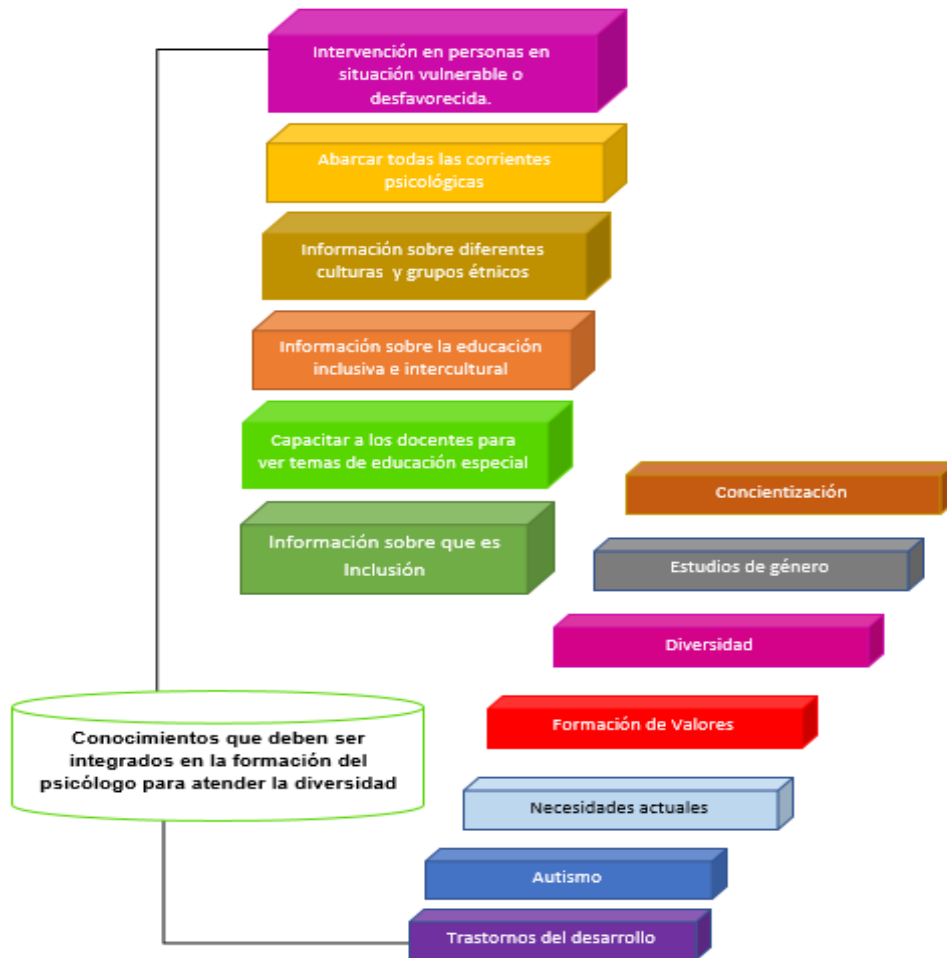 Intervención en personas en
situación vulnerable o
desfavorecida.
Abarcar todas las corrientes
psicológicas
Información sobre diferentes
culturas y grupos étnicos
Información sobre la educación
inclusiva e intercultural
Capacitar a los docentes para
ver temas de educación especial
Información sobre que es
Inclusión
Concientización
Estudios de género
Diversidad
Formación de Valores
Necesidades actuales
Autismo
Trastornos del desarrollo
Conocimientos que deben ser
integrados en la formación del
psicólogo para atender la diversidad